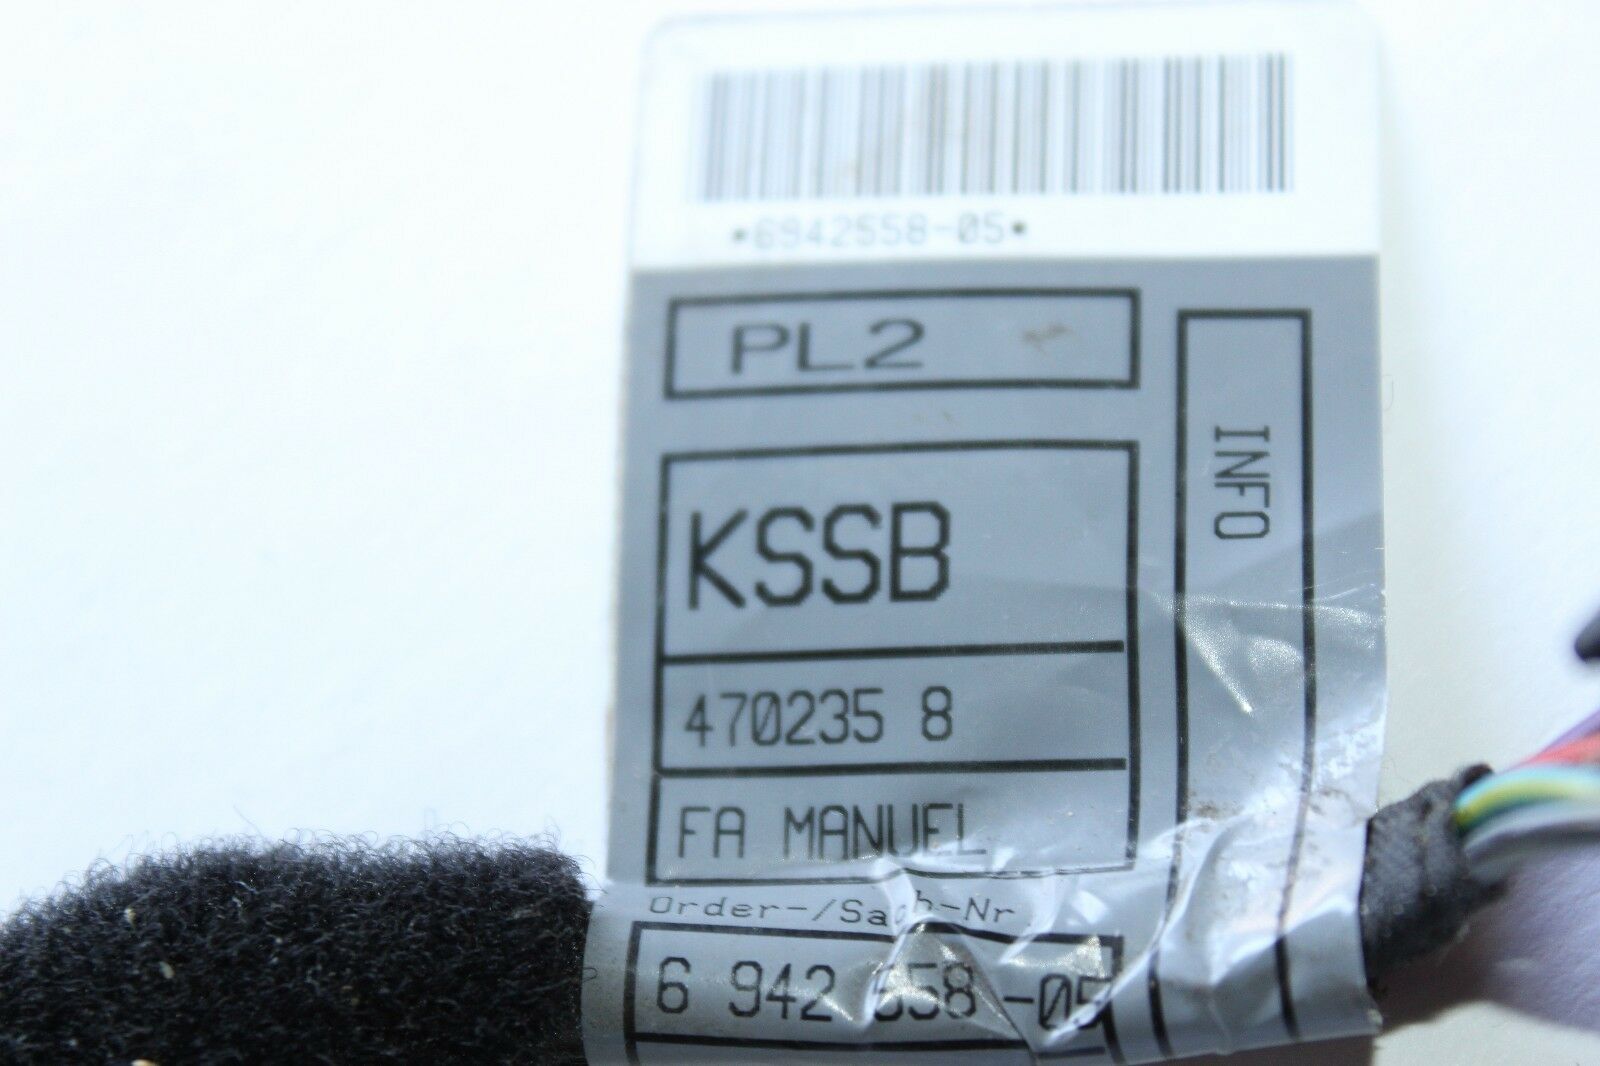 *6942558-05*
PL2
INFO
KSSB
470235 8
FA MANUEL
Order-/Sach-Nr
6 942 558 -05